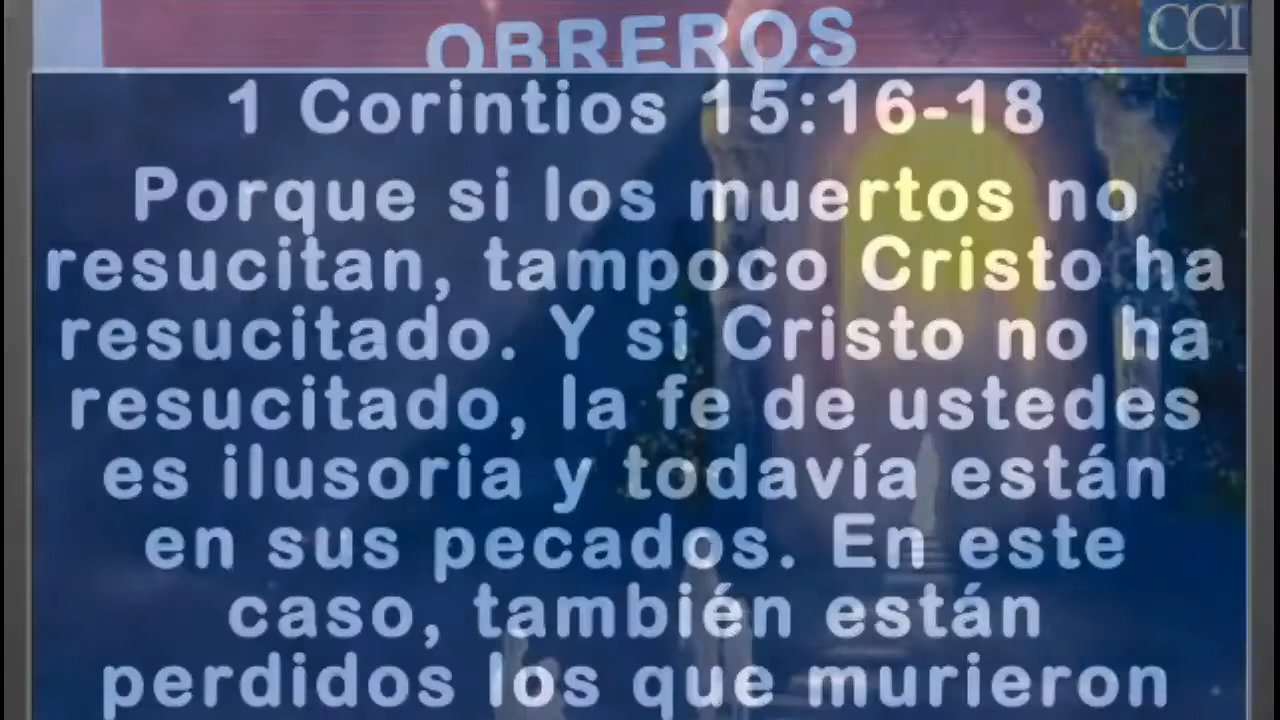 OBREROS
CCI
1 Corintios 15:16-18
Porque si los muertos no
resucitan, tampoco Cristo ha
resucitado. Y si Cristo no ha
resucitado, la fe de ustedes
es ilusoria y todavía están
en sus pecados. En este
caso, también están
perdidos los que murieron